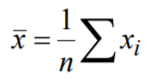 x̅ = 1/n ∑ xᵢ